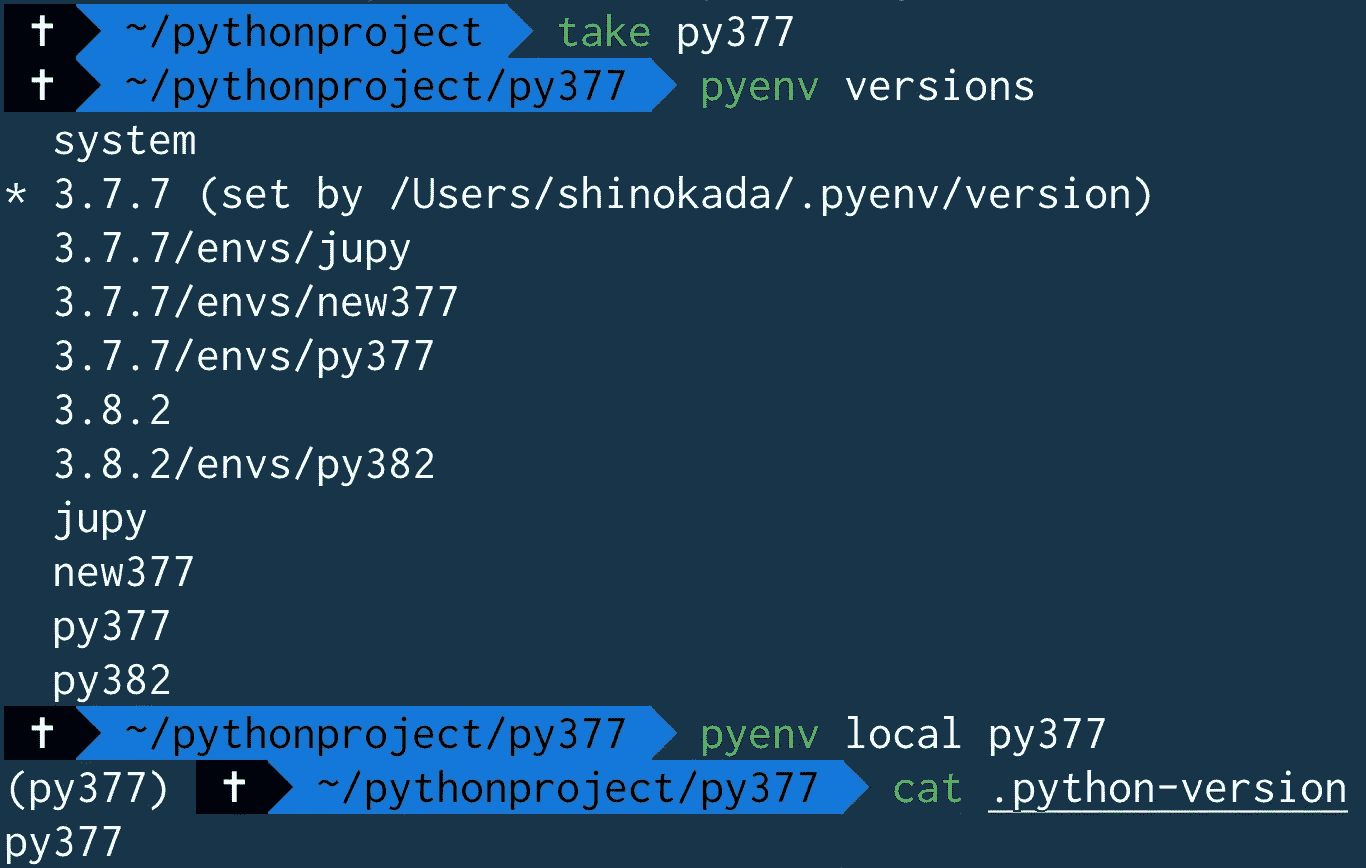 † ~/pythonproject take py377
† ~/pythonproject/py377 pyenv versions
system
* 3.7.7 (set by /Users/shinokada/.pyenv/version)
3.7.7/envs/jupy
3.7.7/envs/new377
3.7.7/envs/py377
3.8.2
3.8.2/envs/py382
jupy
new377
py377
py382
† ~/pythonproject/py377 pyenv local py377
(py377) † ~/pythonproject/py377 cat .python-version
py377